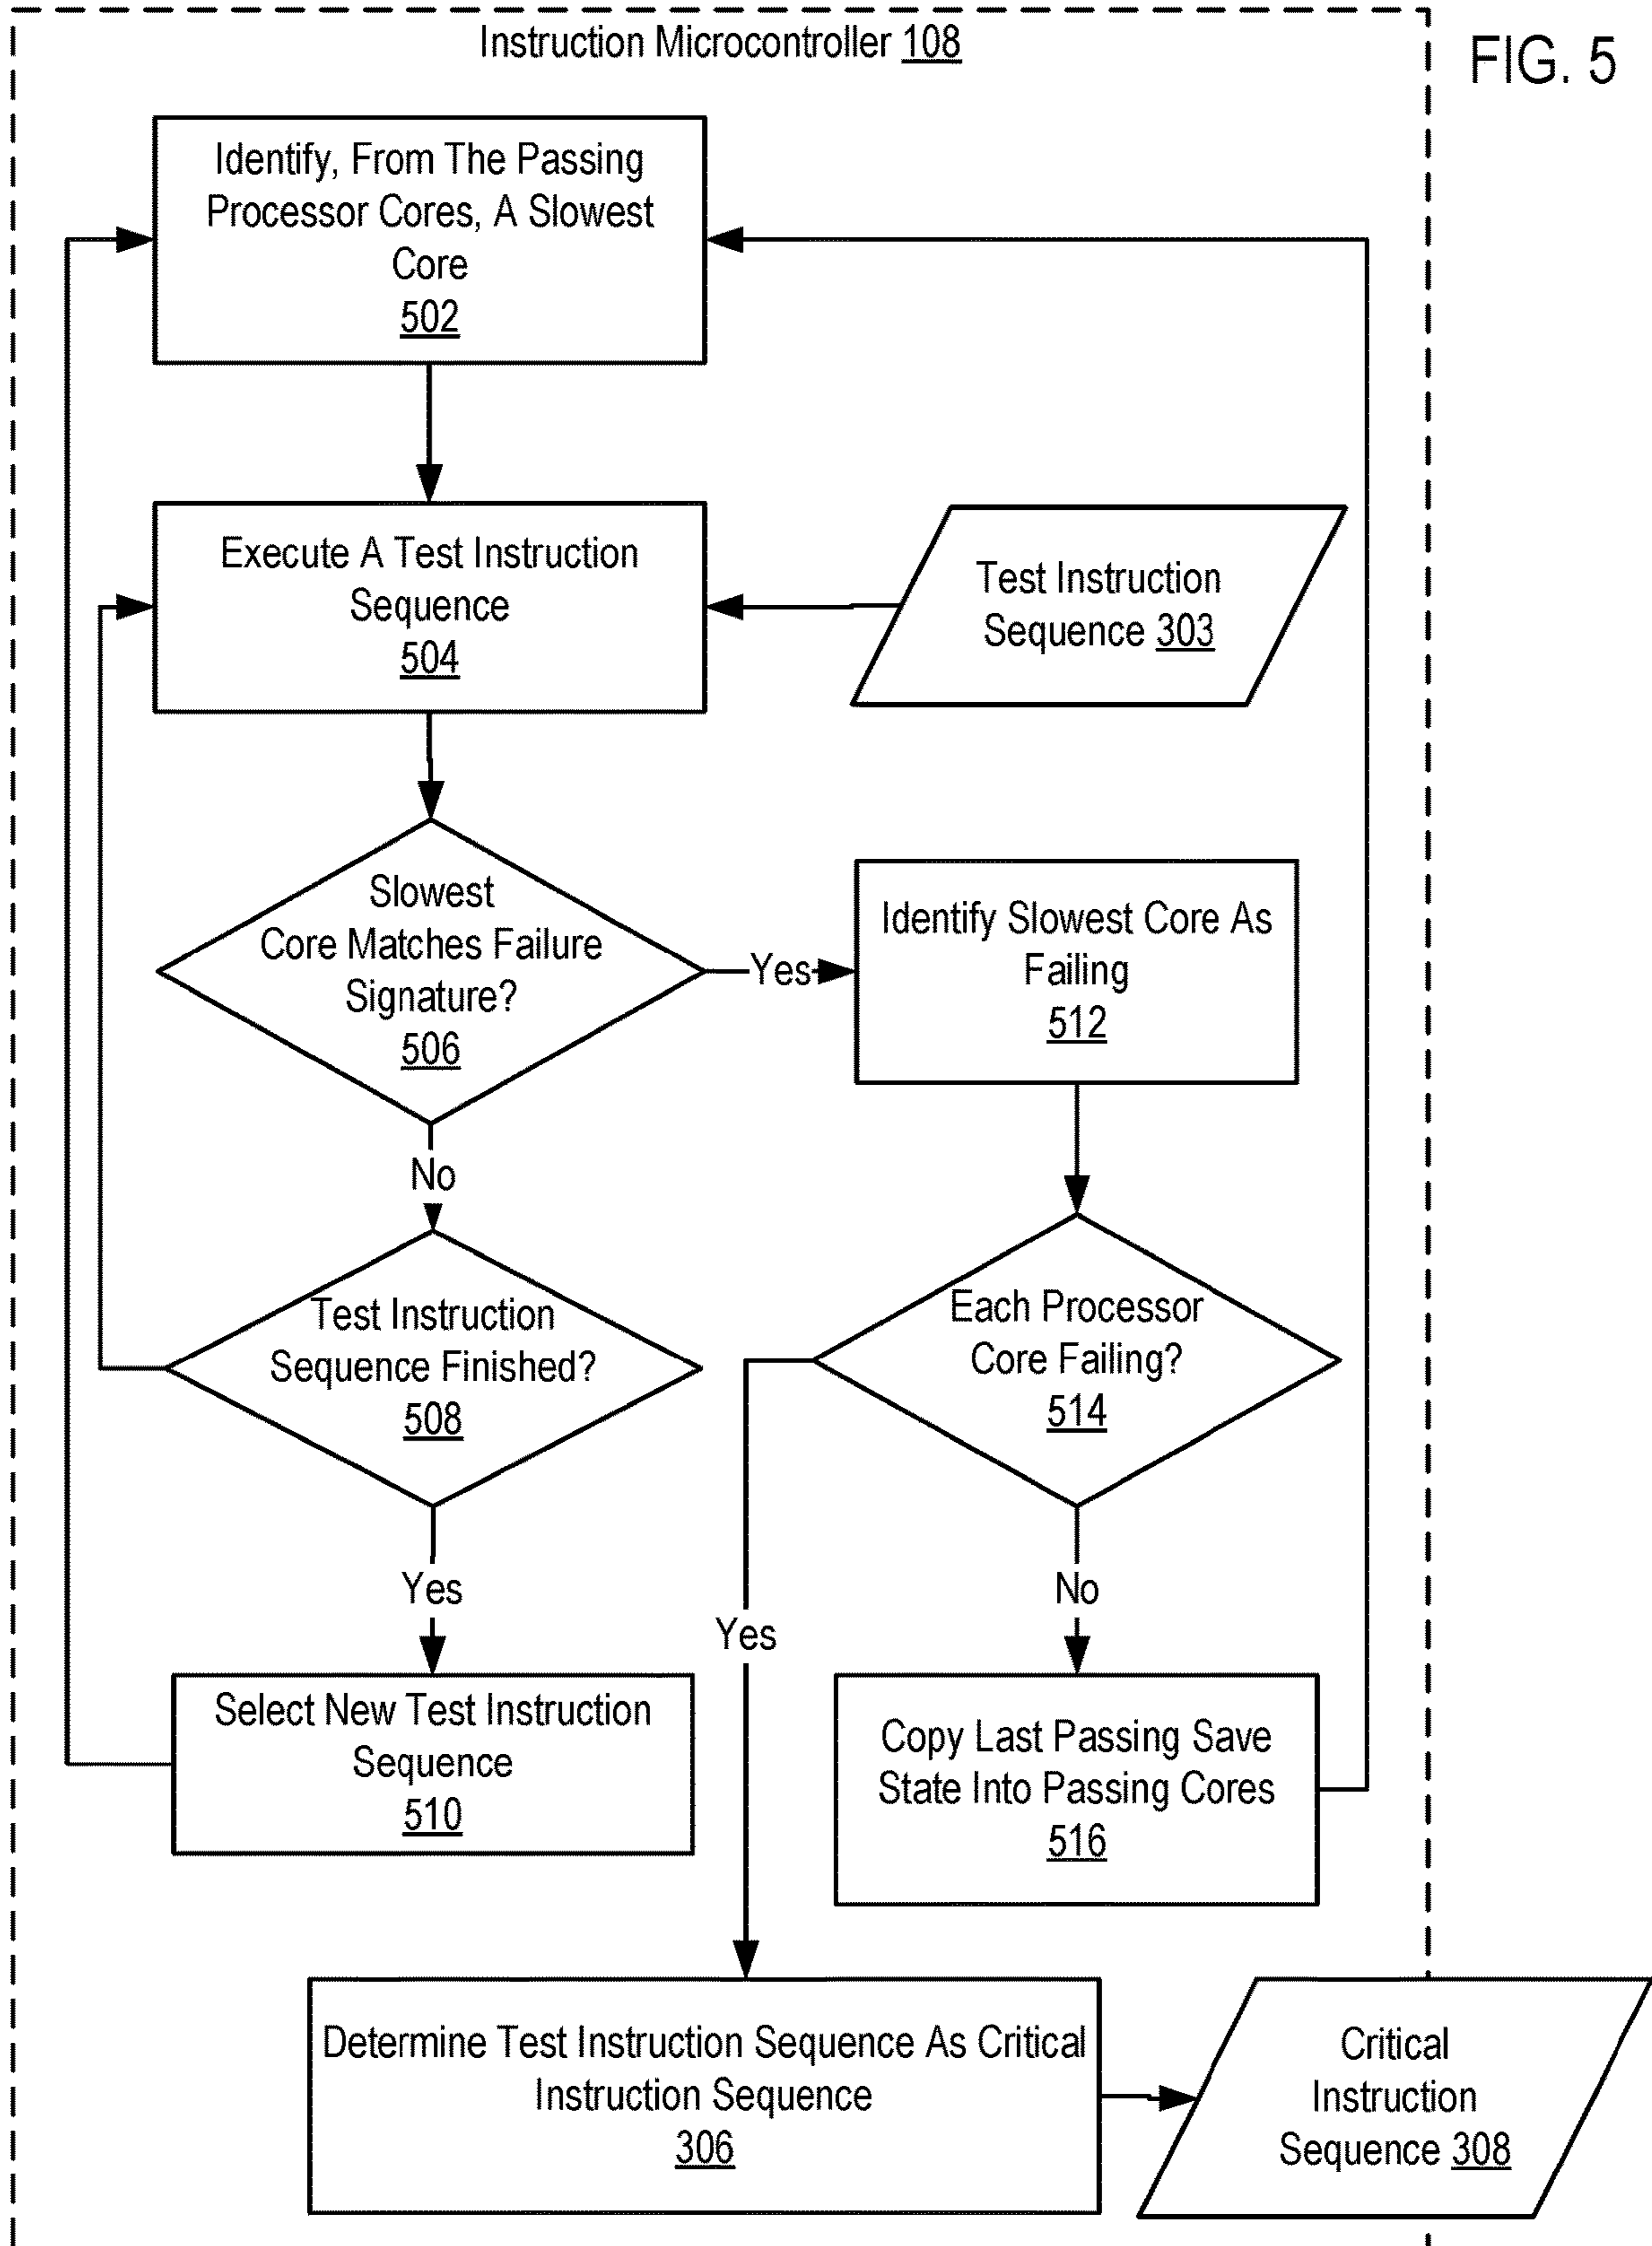 Instruction Microcontroller 108
FIG. 5
Identify, From The Passing
Processor Cores, A Slowest
Core
502
Execute A Test Instruction
Sequence
504
Test Instruction
Sequence 303
Slowest
Core Matches Failure
Signature?
506
Yes
Identify Slowest Core As
Failing
512
No
Test Instruction
Sequence Finished?
508
Each Processor
Core Failing?
514
Yes
No
Yes
Select New Test Instruction
Sequence
510
Copy Last Passing Save
State Into Passing Cores
516
Determine Test Instruction Sequence As Critical
Instruction Sequence
306
Critical
Instruction
Sequence 308